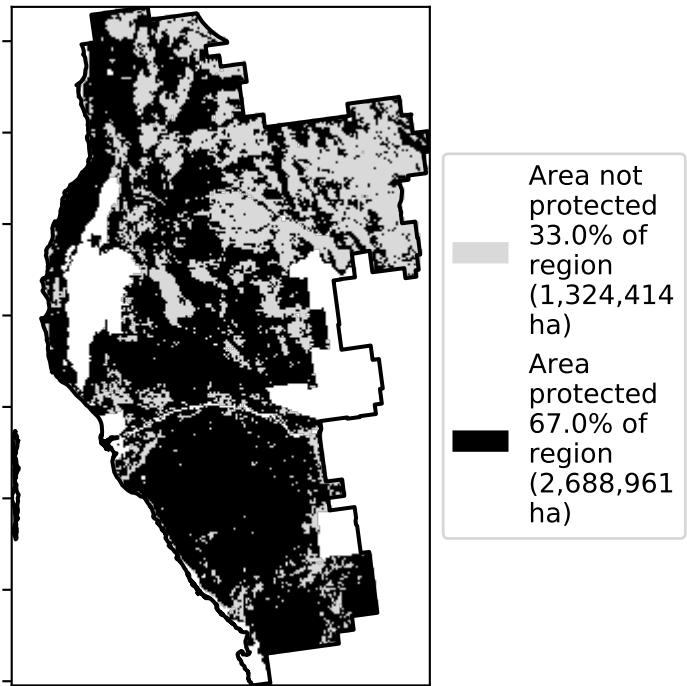 Area not
protected
33.0% of
region
(1,324,414
ha)
Area
protected
67.0% of
region
(2,688,961
ha)